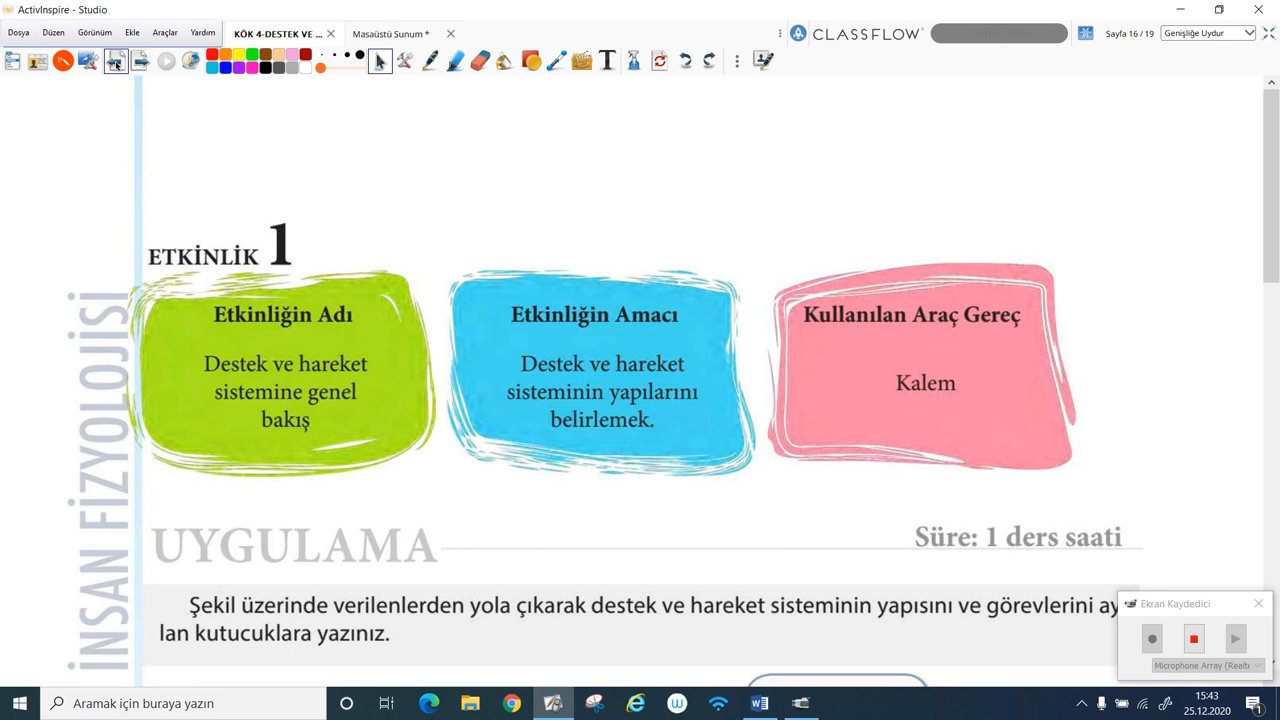 ActivInspire - Studio
Dosya Düzen Görünüm Ekle Araçlar Yardım
KÖK 4-DESTEK VE ...
Masaüstü Sunum *
CLASSFLOW
Sayfa 16 / 19
Genişliğe Uydur
İNSAN FİZYOLOJİSİ
ETKİNLİK 1
Etkinliğin Adı
Destek ve hareket
sistemine genel
bakış
Etkinliğin Amacı
Destek ve hareket
sisteminin yapılarını
belirlemek.
Kullanılan Araç Gereç
Kalem
UYGULAMA
Süre: 1 ders saati
Şekil üzerinde verilenlerden yola çıkarak destek ve hareket sisteminin yapısını ve görevlerini ay
lan kutucuklara yazınız.
Ekran Kaydedici
Microphone Array (Realt
Aramak için buraya yazın
15:43
25.12.2020